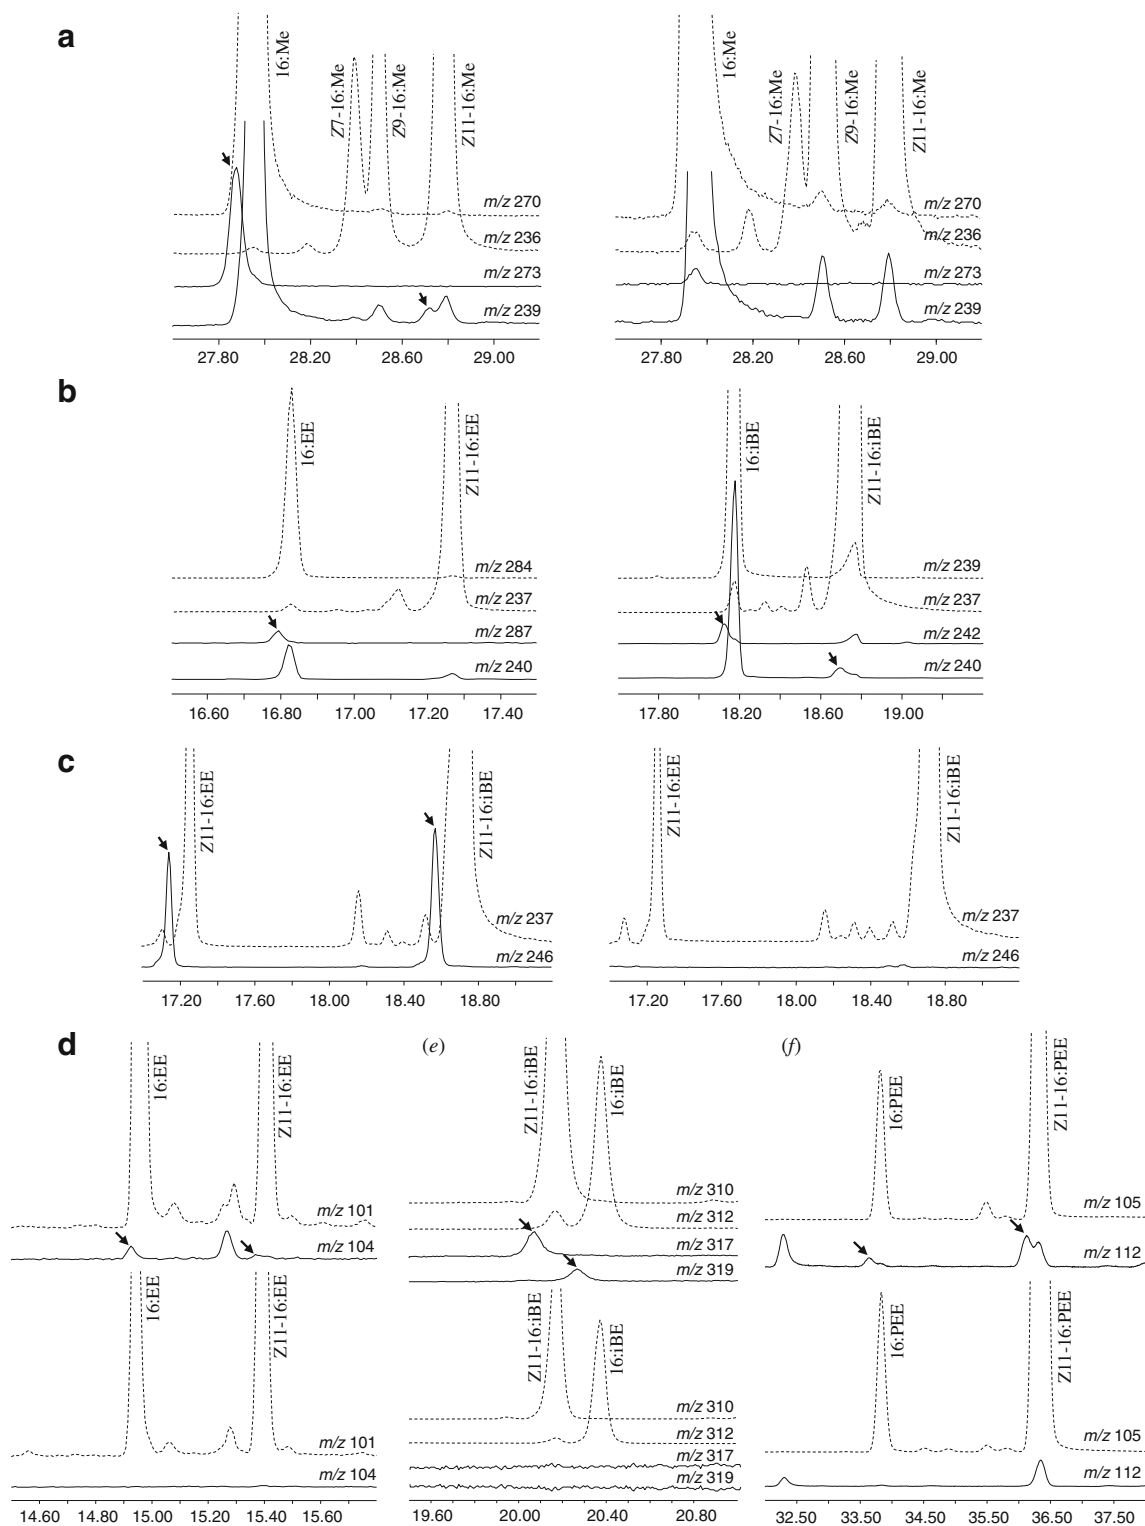 a
16:Me
Z7-16:Me
Z9-16:Me
Z11-16:Me
m/z 270
m/z 236
m/z 273
m/z 239
27.80 28.20 28.60 29.00
16:Me
Z7-16:Me
Z9-16:Me
Z11-16:Me
m/z 270
m/z 236
m/z 273
m/z 239
27.80 28.20 28.60 29.00
b
16:EE
Z11-16:EE
m/z 284
m/z 237
m/z 287
m/z 240
16.60 16.80 17.00 17.20 17.40
16:iBE
Z11-16:iBE
m/z 239
m/z 237
m/z 242
m/z 240
17.80 18.20 18.60 19.00
c
Z11-16:EE
Z11-16:iBE
m/z 237
m/z 246
17.20 17.60 18.00 18.40 18.80
Z11-16:EE
Z11-16:iBE
m/z 237
m/z 246
17.20 17.60 18.00 18.40 18.80
d
16:EE
Z11-16:EE
m/z 101
m/z 104
16:EE
Z11-16:EE
m/z 101
m/z 104
14.60 15.00 15.20 15.60
(e)
Z11-16:iBE
16:iBE
m/z 310
m/z 312
m/z 317
m/z 319
Z11-16:iBE
16:iBE
m/z 310
m/z 312
m/z 317
m/z 319
19.60 20.00 20.40 20.80
(f)
16:PEE
Z11-16:PEE
m/z 105
m/z 112
16:PEE
Z11-16:PEE
m/z 105
m/z 112
32.50 33.50 34.50 35.50 36.50 37.50